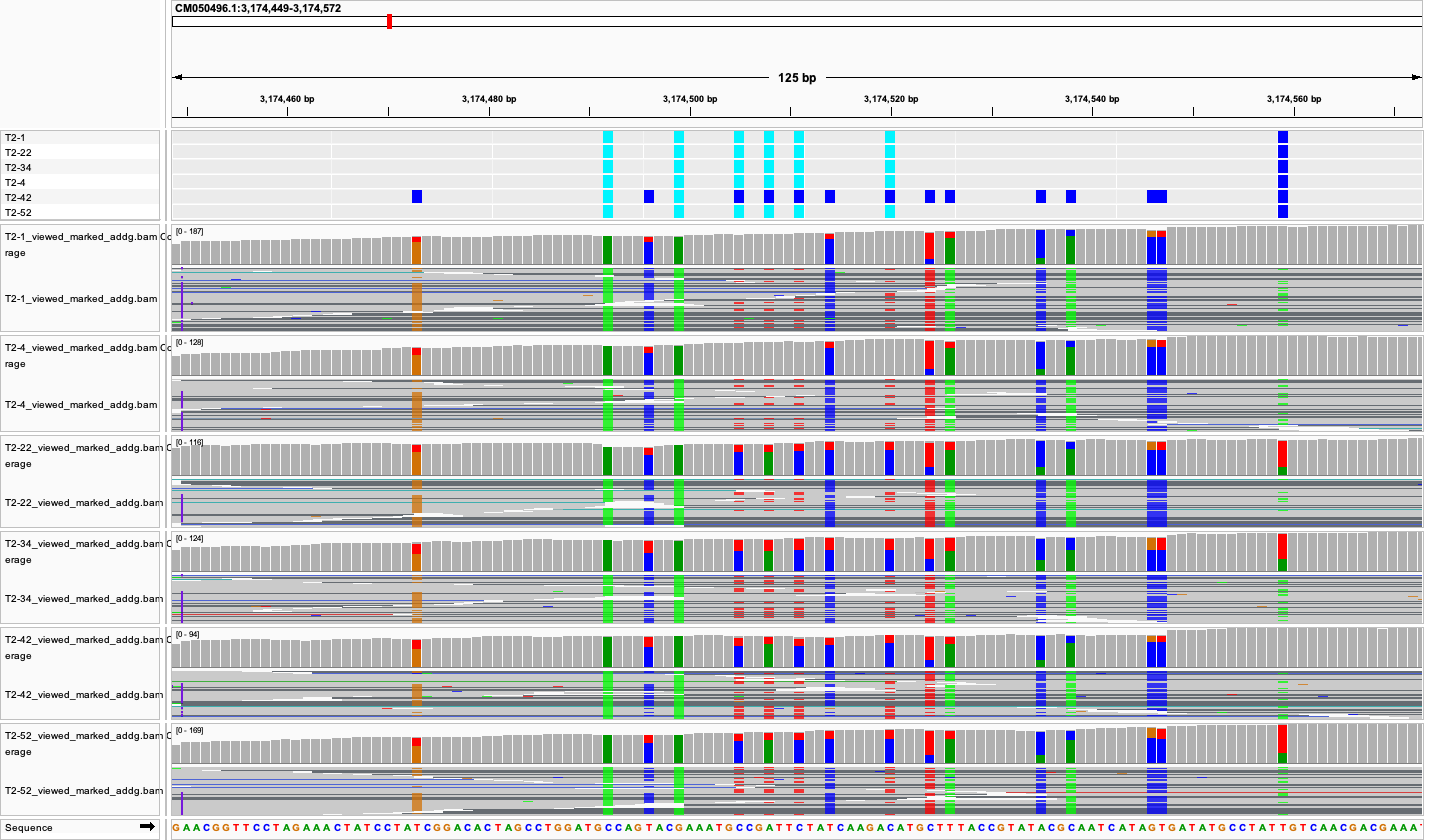 CM050496.1:3,174,449-3,174,572
125 bp
3,174,460 bp 3,174,480 bp 3,174,500 bp 3,174,520 bp 3,174,540 bp 3,174,560 bp
T2-1
T2-22
T2-34
T2-4
T2-42
T2-52
T2-1_viewed_marked_addg.bam Co
rage
[0 - 187]
T2-1_viewed_marked_addg.bam
T2-4_viewed_marked_addg.bam Co
rage
[0 - 128]
T2-4_viewed_marked_addg.bam
T2-22_viewed_marked_addg.bam C
erage
[0 - 116]
T2-22_viewed_marked_addg.bam
T2-34_viewed_marked_addg.bam C
erage
[0 - 124]
T2-34_viewed_marked_addg.bam
T2-42_viewed_marked_addg.bam C
erage
[0 - 94]
T2-42_viewed_marked_addg.bam
T2-52_viewed_marked_addg.bam C
erage
[0 - 169]
T2-52_viewed_marked_addg.bam
Sequence GAACGGTTCCTAGAAACTATCCTATCGGACACTAGCCTGGATGCCAGTACGAAATGCCGATTCTATCAAGACATGCTTTACCGTATACGCAATCATAGTGATATGCCTATTGTCAACGACGAAA